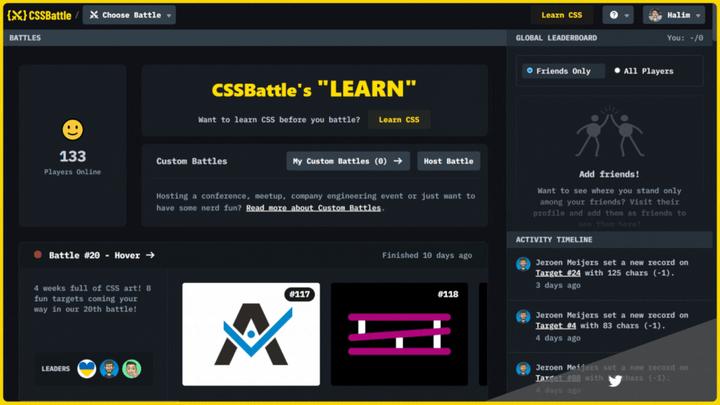 {X} CSSBattle / Choose Battle
Learn CSS
?
Halim
BATTLES
133
Players Online
CSSBattle's "LEARN"
Want to learn CSS before you battle? Learn CSS
Custom Battles
My Custom Battles (0) →
Host Battle
Hosting a conference, meetup, company engineering event or just want to
have some nerd fun? Read more about Custom Battles.
Battle #20 - Hover →
Finished 10 days ago
4 weeks full of CSS art! 8
fun targets coming your
way in our 20th battle!
LEADERS
#117
#118
GLOBAL LEADERBOARD
You: -/0
Friends Only
All Players
Add friends!
Want to see where you stand only
among your friends? Visit their
profile and add them as friends to
see them here
ACTIVITY TIMELINE
Jeroen Meijers set a new record on
Target #24 with 125 chars (-1).
3 days ago
Jeroen Meijers set a new record on
Target #4 with 83 chars (-1).
4 days ago
Jeroen Meijers set a new record on
Target
4 days ago